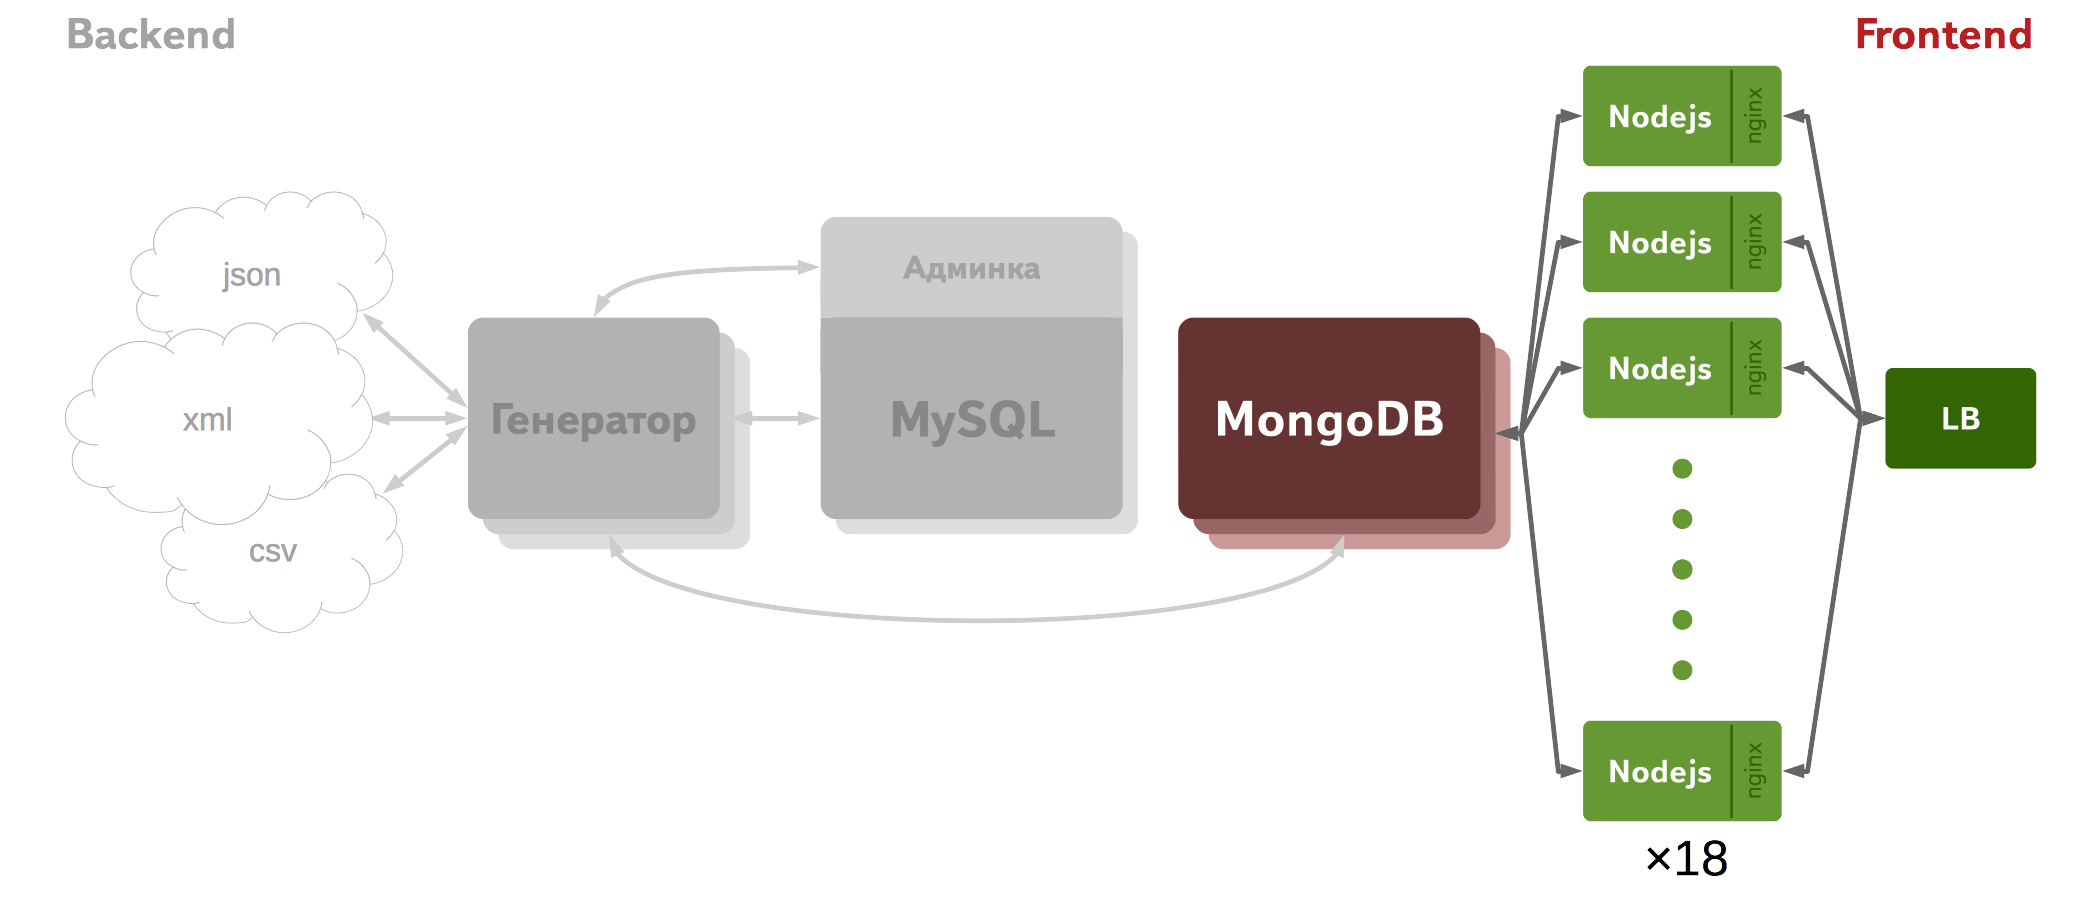 Backend
Frontend
json
xml
csv
Генератор
Админка
MySQL
MongoDB
Nodejs
nginx
Nodejs
nginx
Nodejs
nginx
Nodejs
nginx
×18
LB